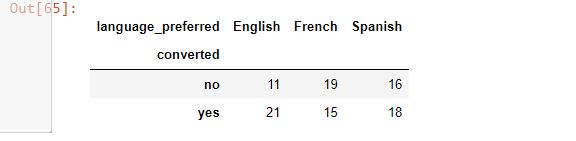 Out[65]:
language_preferred English French Spanish
converted
no 11 19 16
yes 21 15 18